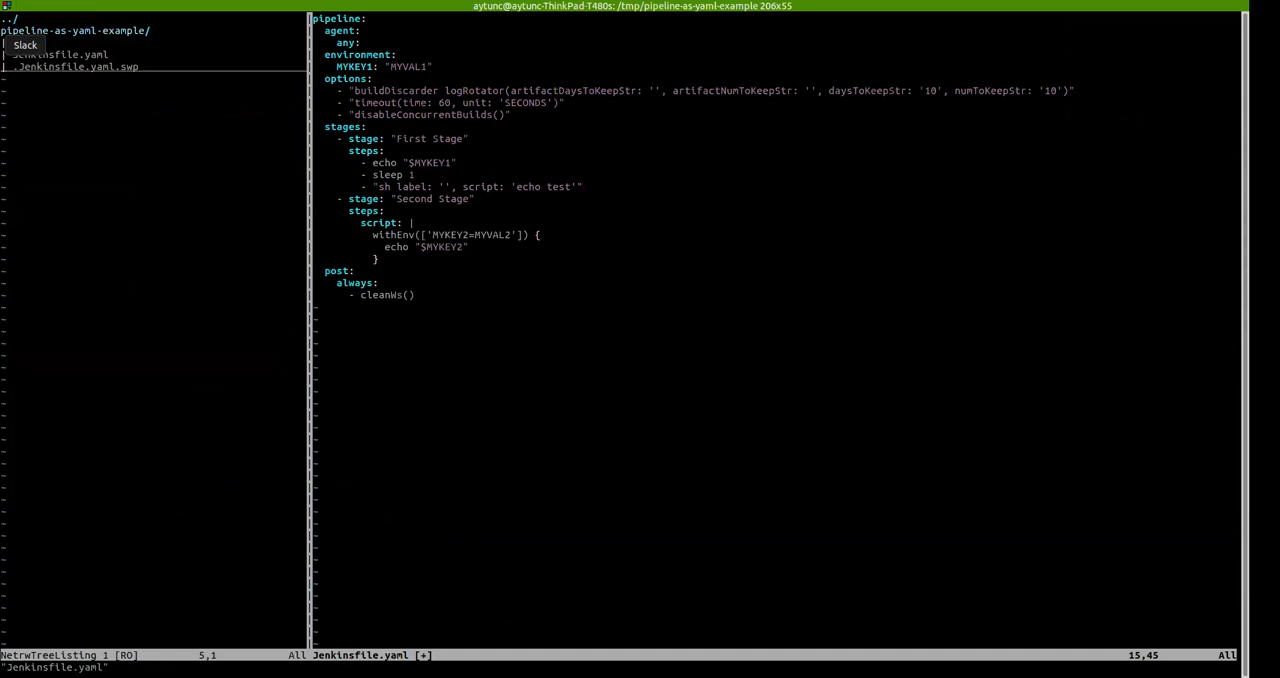 aytunc@aytunc-ThinkPad-T480s: /tmp/pipeline-as-yaml-example 206x55
../
pipeline-as-yaml-example/
Slack
| Jenkinsfile.yaml
| .Jenkinsfile.yaml.swp
pipeline:
  agent:
    any:
  environment:
    MYKEY1: "MYVAL1"
  options:
    - "buildDiscarder logRotator(artifactDaysToKeepStr: '', artifactNumToKeepStr: '', daysToKeepStr: '10', numToKeepStr: '10')"
    - "timeout(time: 60, unit: 'SECONDS')"
    - "disableConcurrentBuilds()"
  stages:
    - stage: "First Stage"
      steps:
        - echo "$MYKEY1"
        - sleep 1
        - "sh label: '', script: 'echo test'"
    - stage: "Second Stage"
      steps:
        script: |
          withEnv(['MYKEY2=MYVAL2']) {
            echo "$MYKEY2"
          }
  post:
    always:
      - cleanWs()
NetrwTreeListing 1 [RO] 5,1 All
Jenkinsfile.yaml [+] 15,45 All
"Jenkinsfile.yaml"